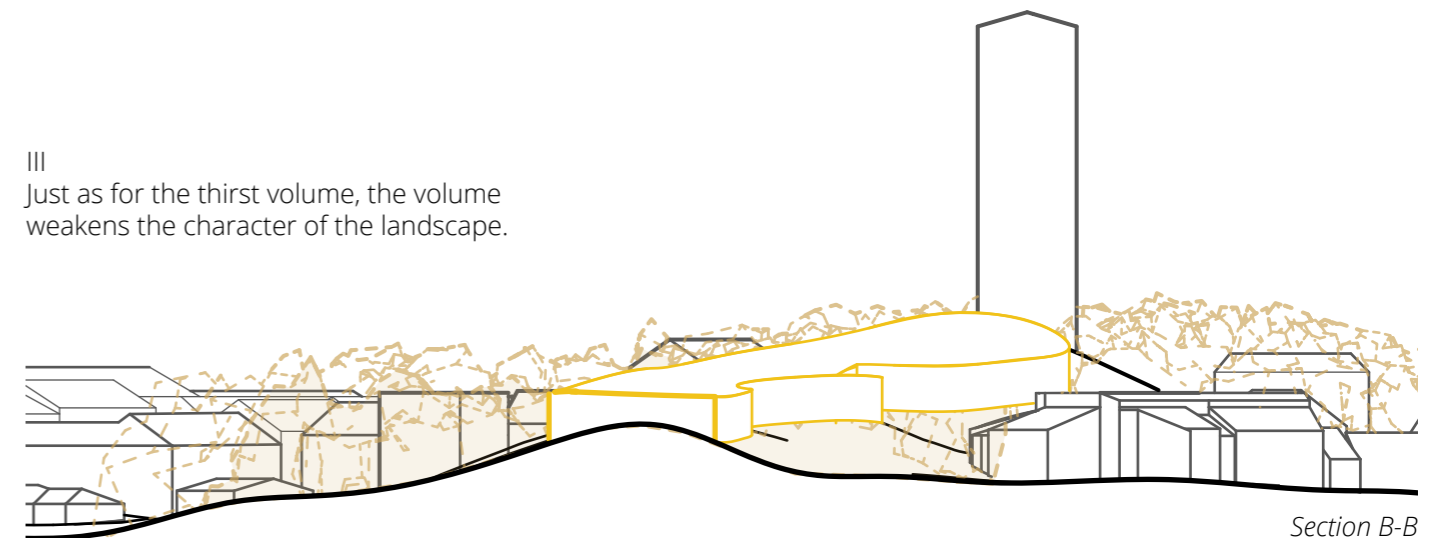 III
Just as for the thirst volume, the volume
weakens the character of the landscape.
Section B-B